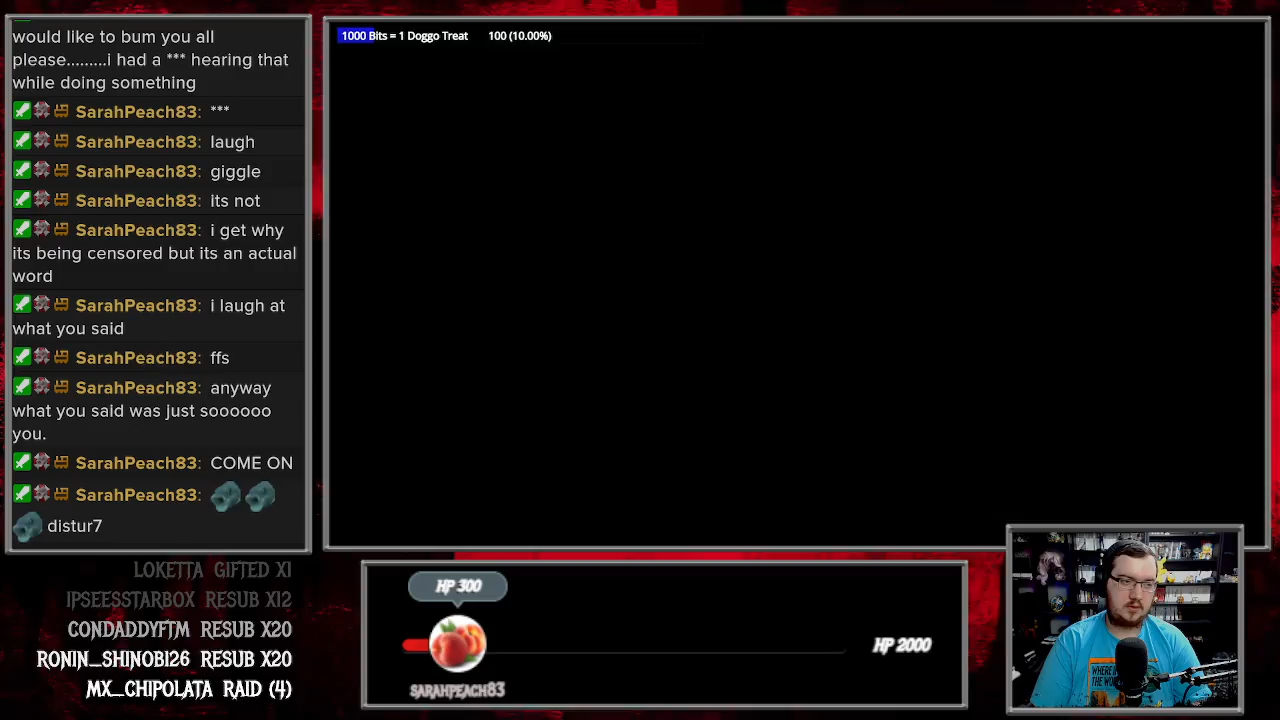 would like to bum you all
please.........i had a *** hearing that
while doing something
SarahPeach83: ***
SarahPeach83: laugh
SarahPeach83: giggle
SarahPeach83: its not
SarahPeach83: i get why
its being censored but its an actual
word
SarahPeach83: i laugh at
what you said
SarahPeach83: ffs
SarahPeach83: anyway
what you said was just soooooo
you.
SarahPeach83: COME ON
SarahPeach83:
distur7
LOKETTA GIFTED X1
IPSEESSTARBOX RESUB X12
CONDADDYFTM RESUB X20
RONIN_SHINOBI26 RESUB X20
MX_CHIPOLATA RAID (4)
1000 Bits = 1 Doggo Treat 100 (10.00%)
HP 300
HP 2000
SARAHPEACH83